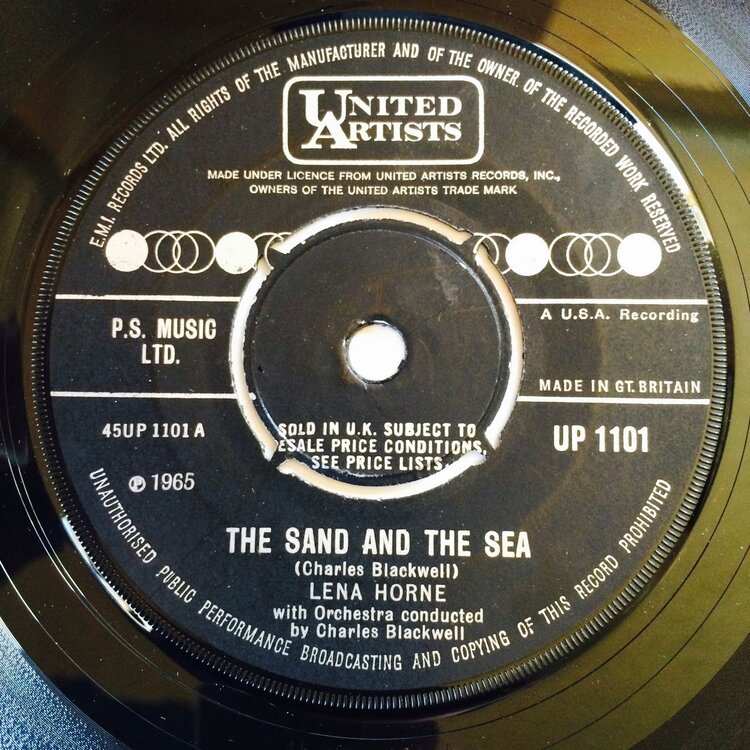 E.M.I. RECORDS LTD. ALL RIGHTS OF THE MANUFACTURER AND OF THE OWNER OF THE RECORDED WORK RESERVED
UNITED
ARTISTS
MADE UNDER LICENCE FROM UNITED ARTISTS RECORDS, INC.,
OWNERS OF THE UNITED ARTISTS TRADE MARK
P.S. MUSIC
LTD.
A U.S.A. Recording
MADE IN GT. BRITAIN
45UP 1101 A
SOLD IN U.K. SUBJECT TO
ESALE PRICE CONDITIONS,
SEE PRICE LISTS
UP 1101
℗ 1965
THE SAND AND THE SEA
(Charles Blackwell)
LENA HORNE
with Orchestra conducted
by Charles Blackwell
UNAUTHORISED PUBLIC PERFORMANCE BROADCASTING AND COPYING OF THIS RECORD PROHIBITED